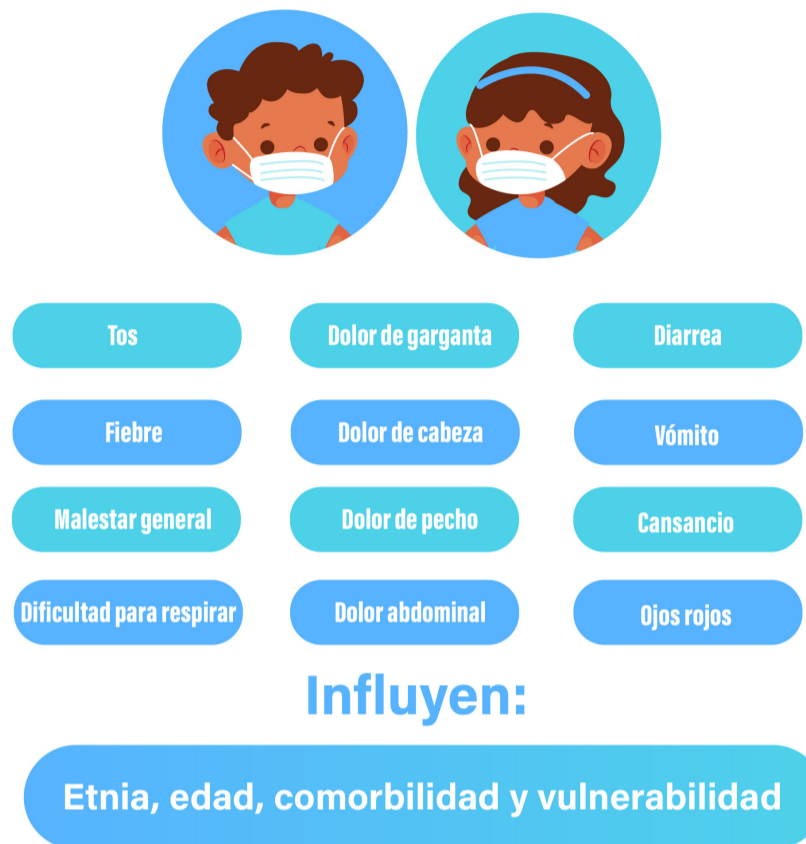 Tos
Dolor de garganta
Diarrea
Fiebre
Dolor de cabeza
Vómito
Malestar general
Dolor de pecho
Cansancio
Dificultad para respirar
Dolor abdominal
Ojos rojos
Influyen:
Etnia, edad, comorbilidad y vulnerabilidad